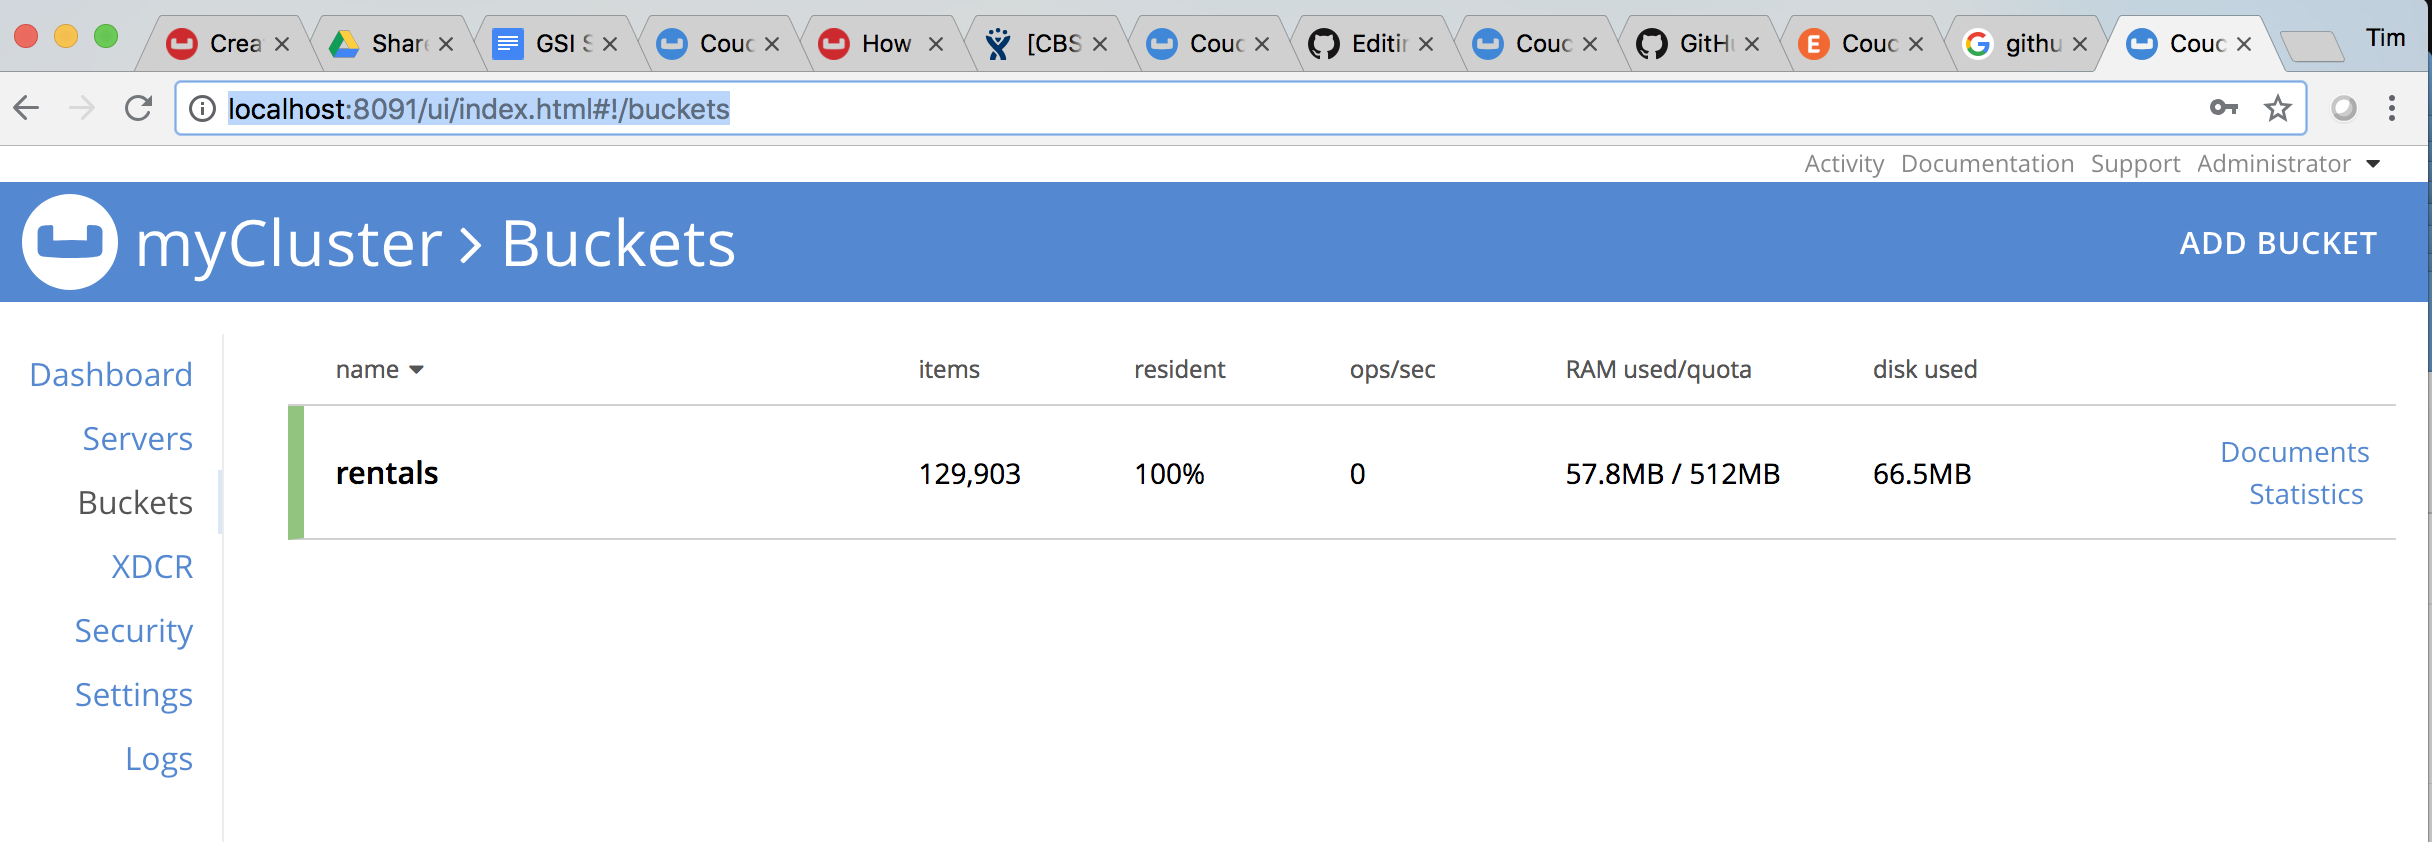 Crea Share GSI S Couc How [CBS Couc Editin Couc GitHu Couc githu Couc Tim
localhost:8091/ui/index.html#!/buckets
Activity Documentation Support Administrator
myCluster > Buckets ADD BUCKET
Dashboard
Servers
Buckets
XDCR
Security
Settings
Logs
name items resident ops/sec RAM used/quota disk used
rentals 129,903 100% 0 57.8MB / 512MB 66.5MB
Documents
Statistics